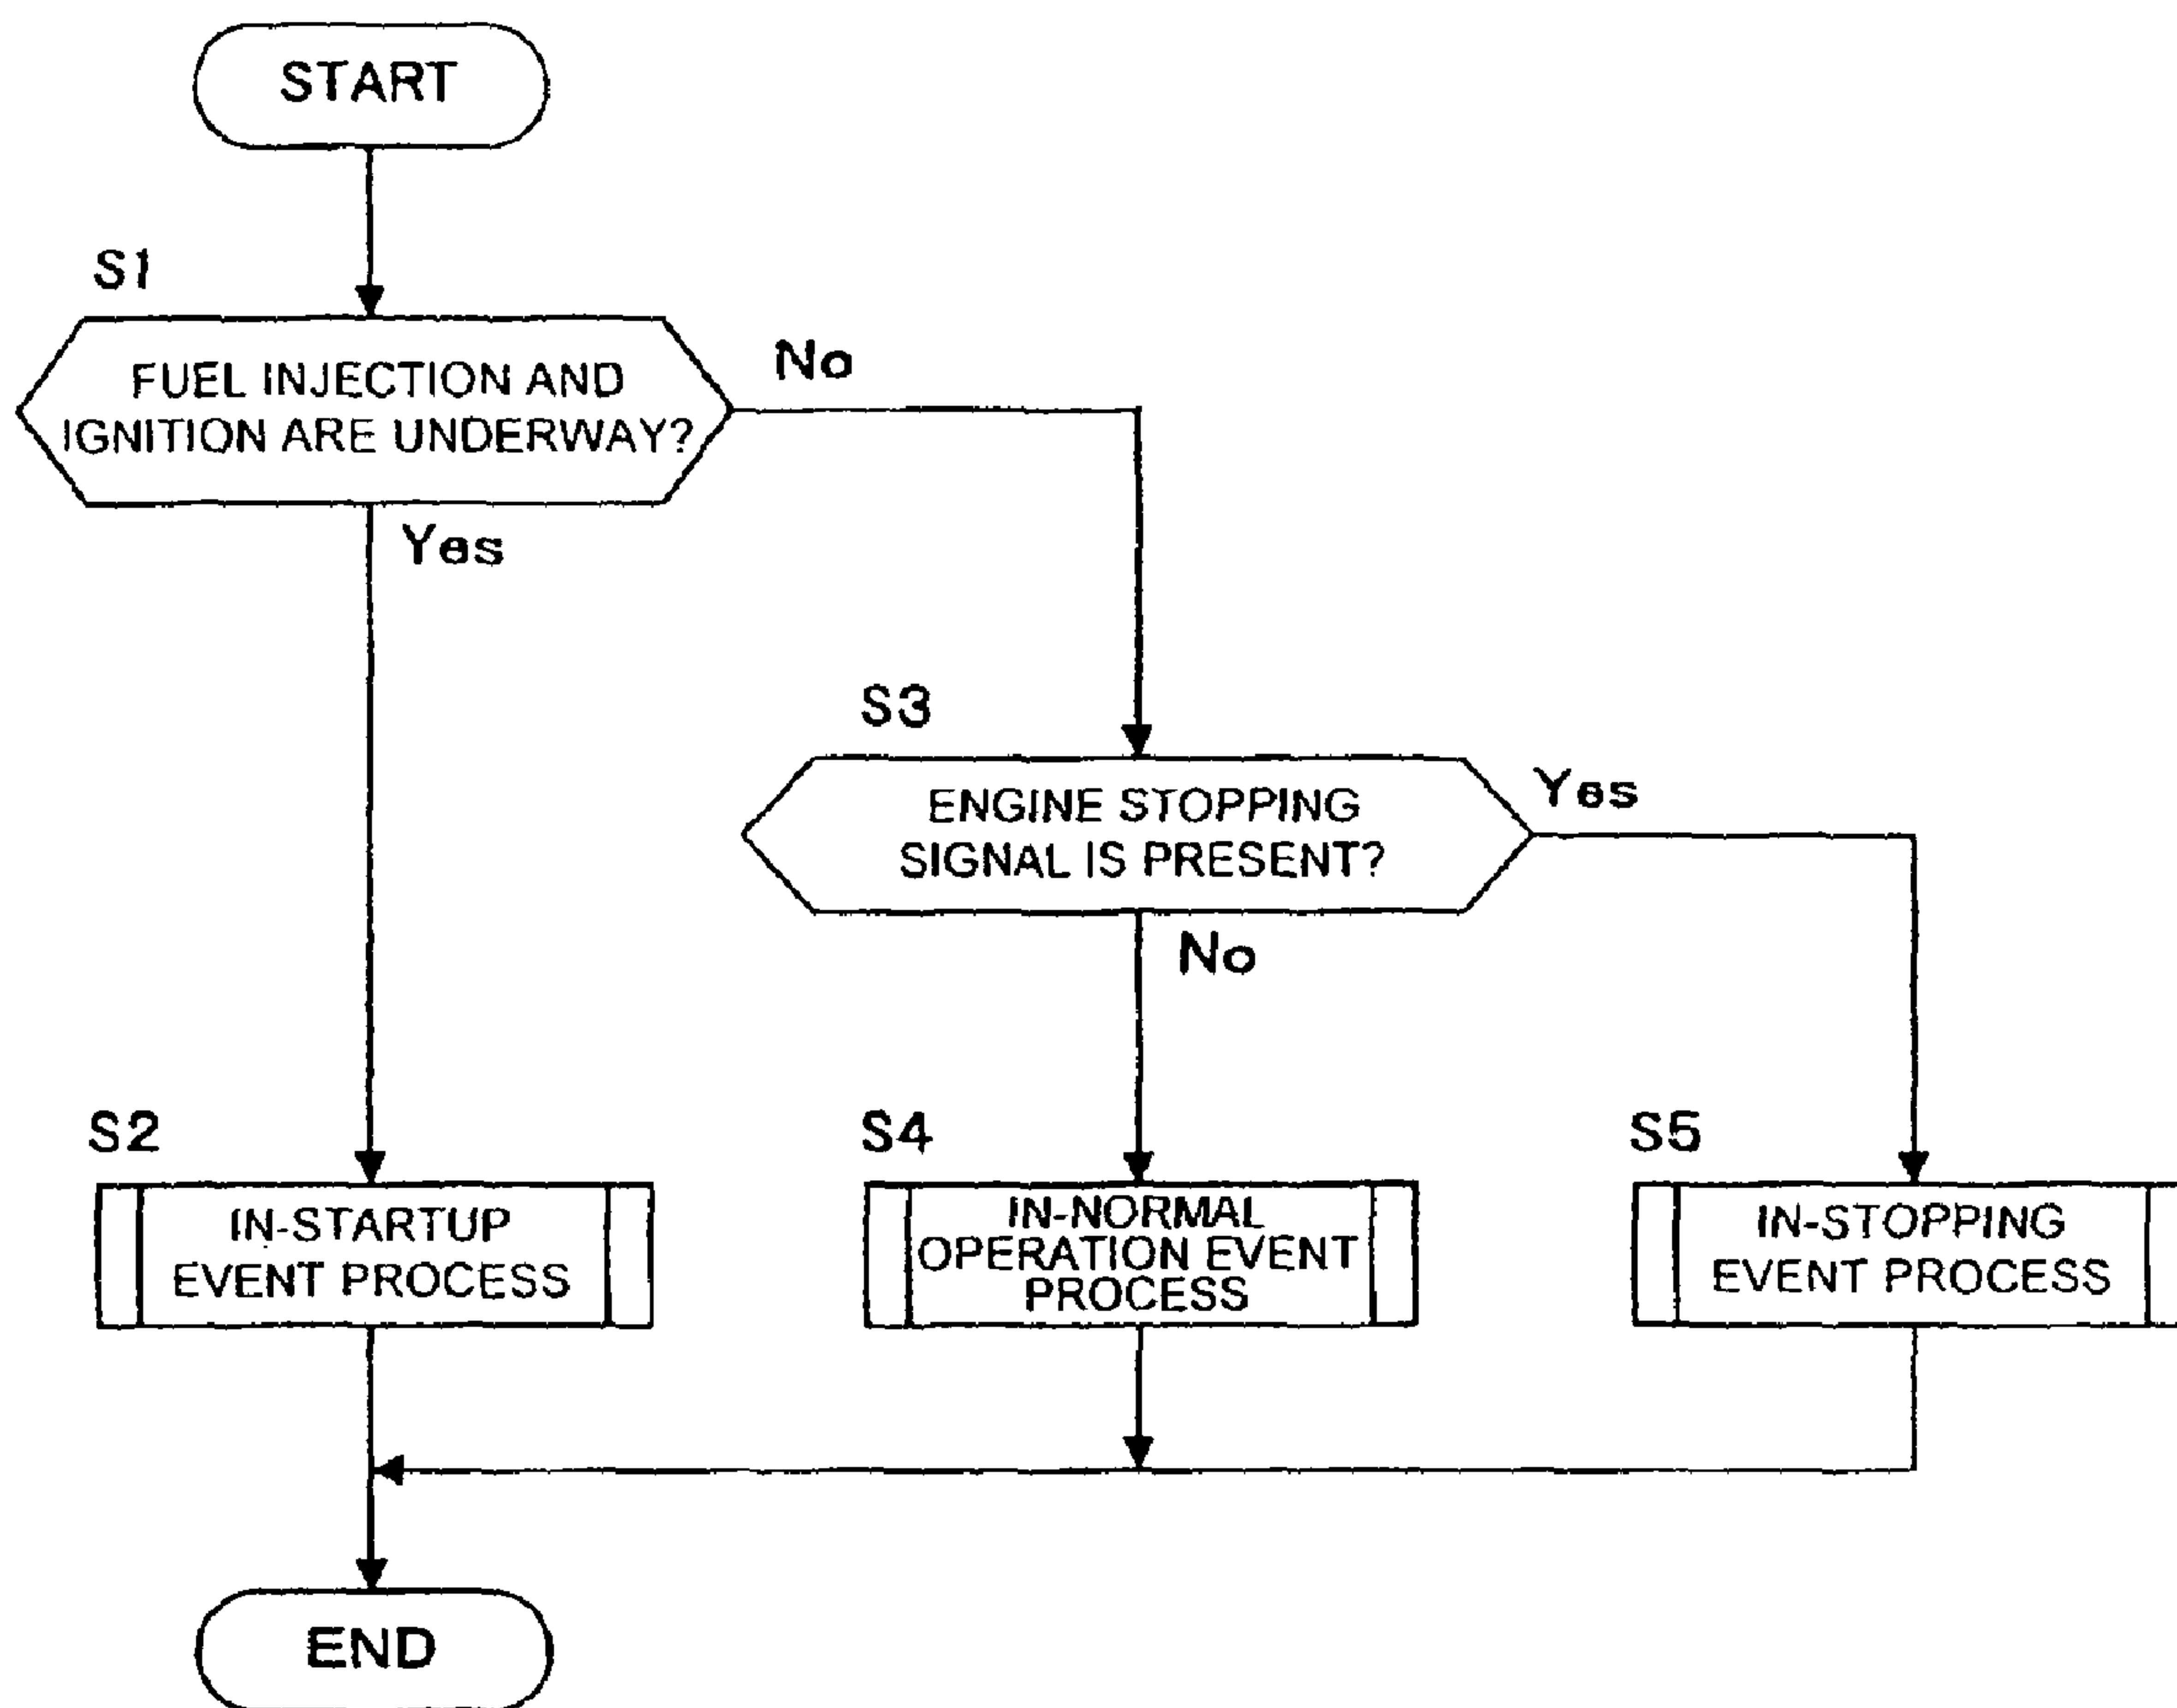 START
S1
FUEL INJECTION AND
IGNITION ARE UNDERWAY?
No
Yes
S3
ENGINE STOPPING
SIGNAL IS PRESENT?
Yes
No
S2
IN-STARTUP
EVENT PROCESS
S4
IN-NORMAL
OPERATION EVENT
PROCESS
S5
IN-STOPPING
EVENT PROCESS
END